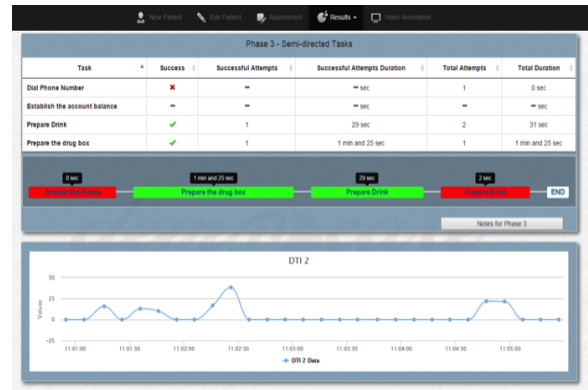 New Patient Edit Patient Assessment Results Video Annotation
Phase 3 - Semi-directed Tasks
Task Success Successful Attempts Successful Attempts Duration Total Attempts Total Duration
Dial Phone Number ✖ - - sec 1 0 sec
Establish the account balance - - - sec - - sec
Prepare Drink ✔ 1 29 sec 2 31 sec
Prepare the drug box ✔ 1 1 min and 25 sec 1 1 min and 25 sec
0 sec 1 min and 25 sec 29 sec 2 sec
Answer the Phone Prepare the drug box Prepare Drink Prepare Drink END
Notes for Phase 3
DTI 2
50
25
0
-25
Values
11:01:00 11:01:30 11:02:00 11:02:30 11:03:00 11:03:30 11:04:00 11:04:30 11:05:00
DTI 2 Data